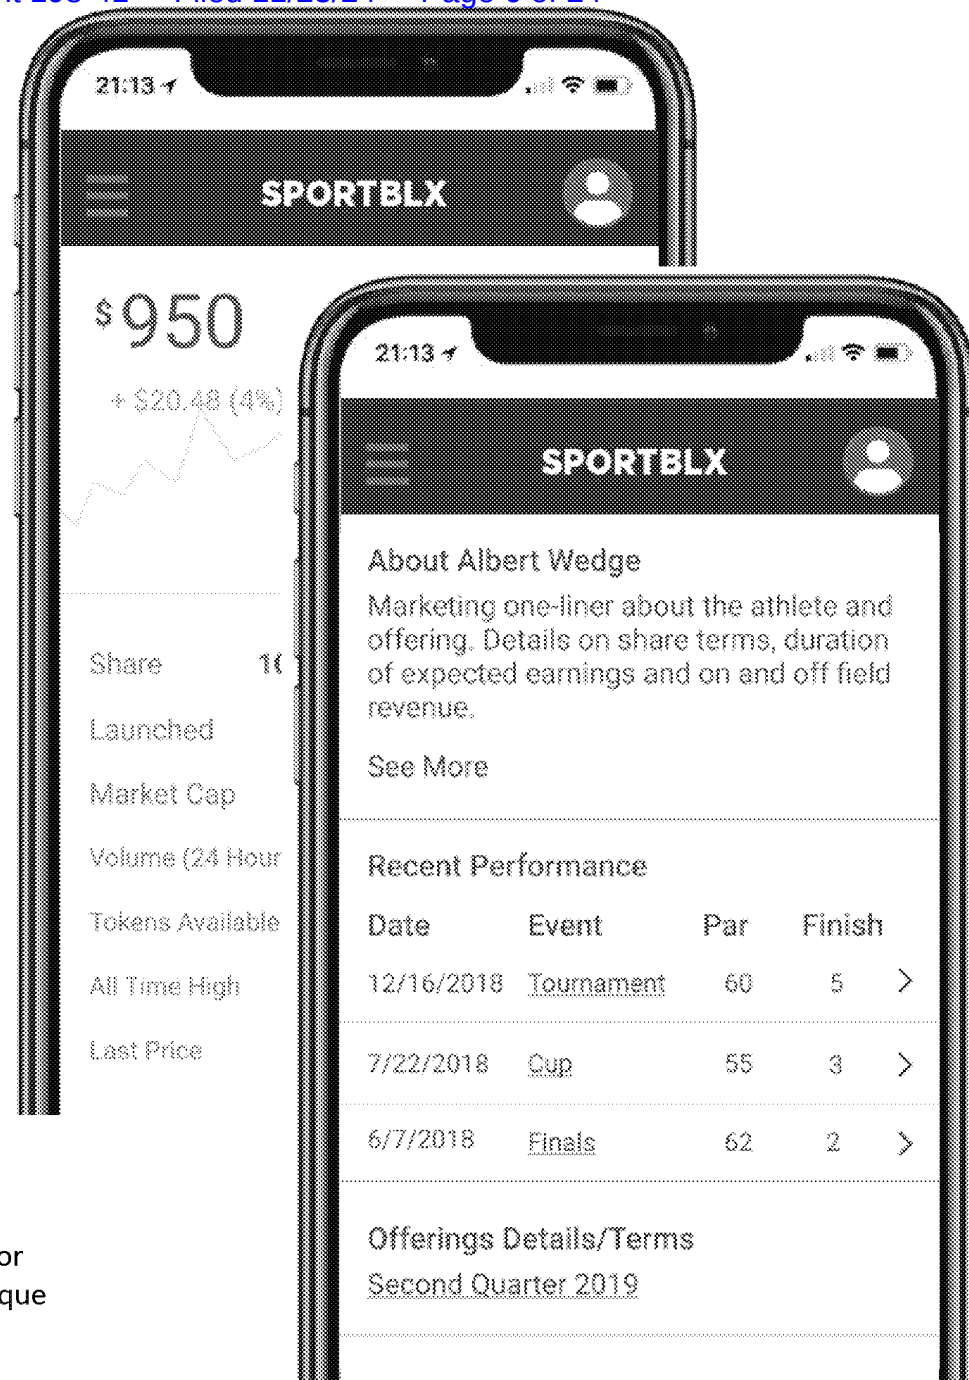 21:13
SPORTBLX
$950
+ $20.48 (4%)
Share
Launched
Market Cap
Volume (24 Hour
Tokens Available
All Time High
Last Price
21:13
SPORTBLX
About Albert Wedge
Marketing one-liner about the athlete and
offering. Details on share terms, duration
of expected earnings and on and off field
revenue.
See More
Recent Performance
Date Event Par Finish
12/16/2018 Tournament 60 5
7/22/2018 Cup 55 3
6/7/2018 Finals 62 2
Offerings Details/Terms
Second Quarter 2019
or
que